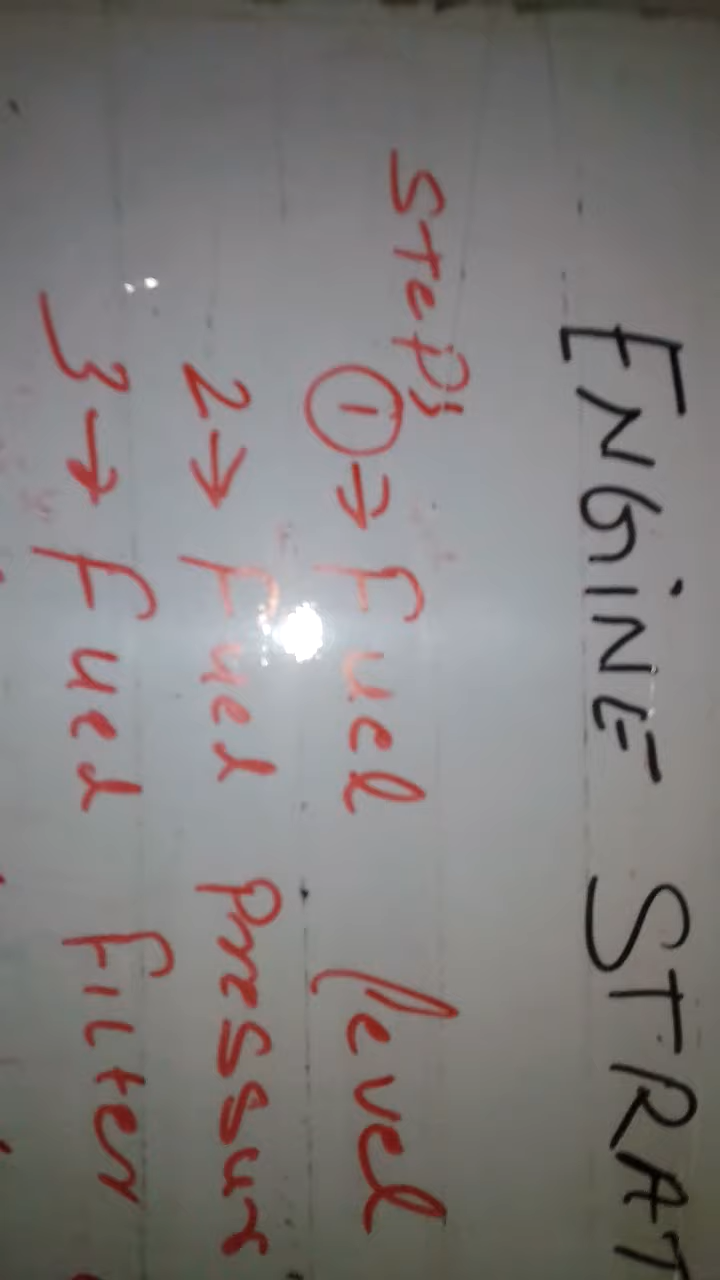 ENGINE STRAT
Step's
1 → Fuel level
2 → Fuel Pressur
3 → Fuel Filter